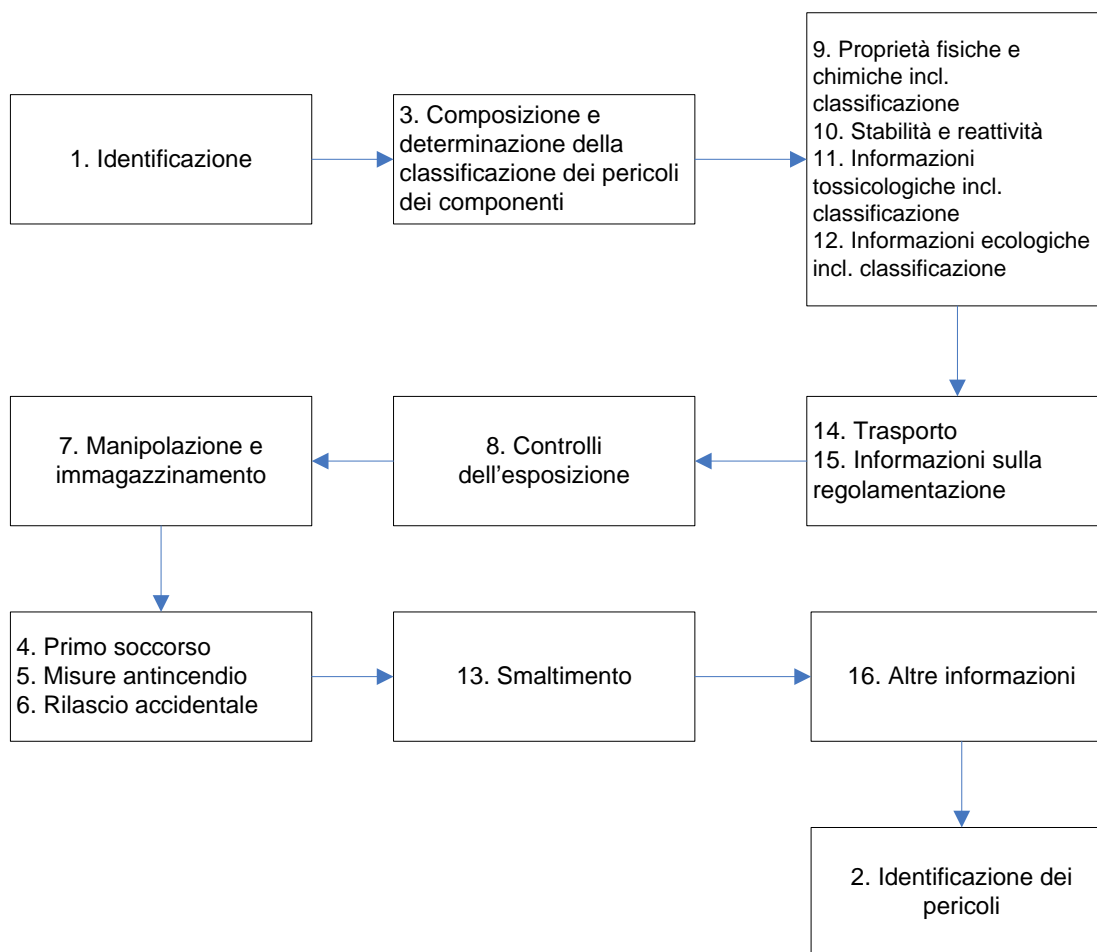 1. Identificazione
3. Composizione e
determinazione della
classificazione dei pericoli
dei componenti
9. Proprietà fisiche e
chimiche incl.
classificazione
10. Stabilità e reattività
11. Informazioni
tossicologiche incl.
classificazione
12. Informazioni ecologiche
incl. classificazione
7. Manipolazione e
immagazzinamento
8. Controlli
dell’esposizione
14. Trasporto
15. Informazioni sulla
regolamentazione
4. Primo soccorso
5. Misure antincendio
6. Rilascio accidentale
13. Smaltimento
16. Altre informazioni
2. Identificazione dei
pericoli